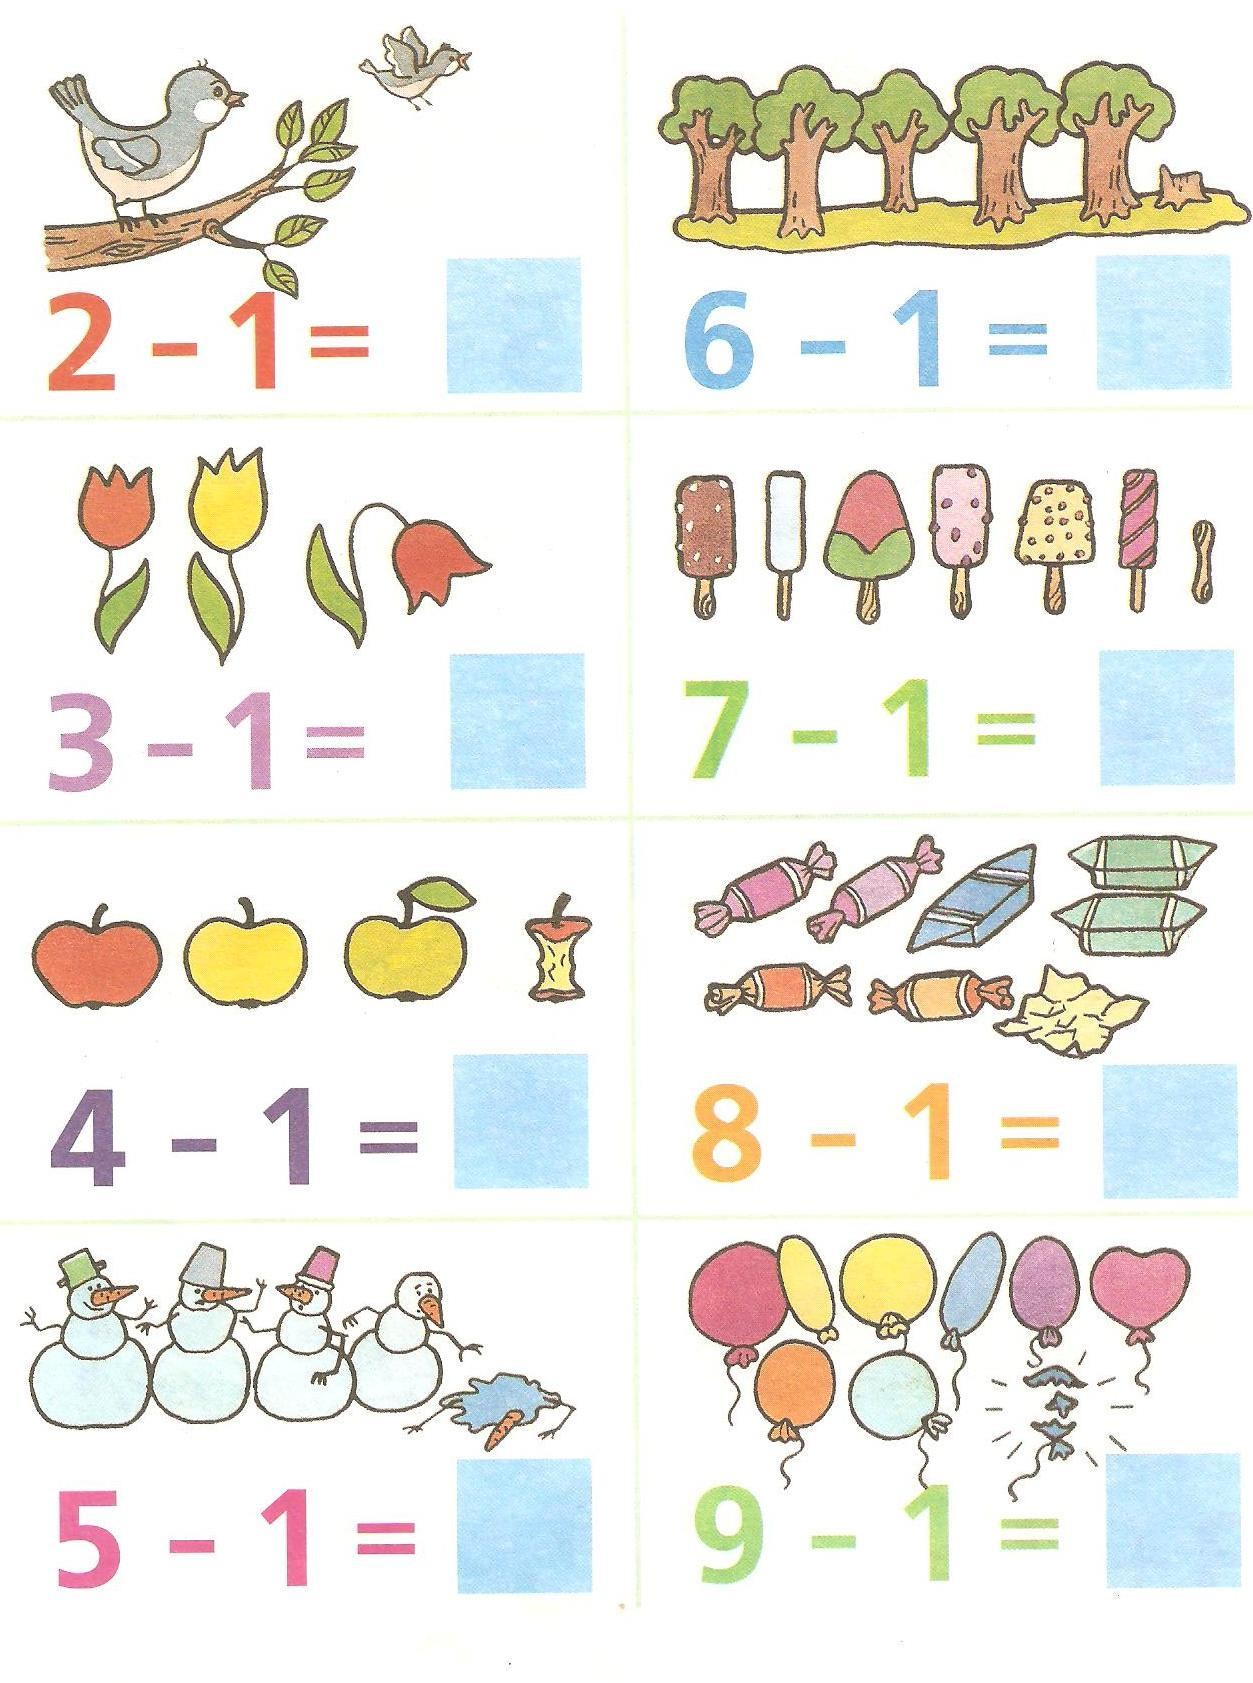 2 - 1 =
6 - 1 =
3 - 1 =
7 - 1 =
4 - 1 =
8 - 1 =
5 - 1 =
9 - 1 =